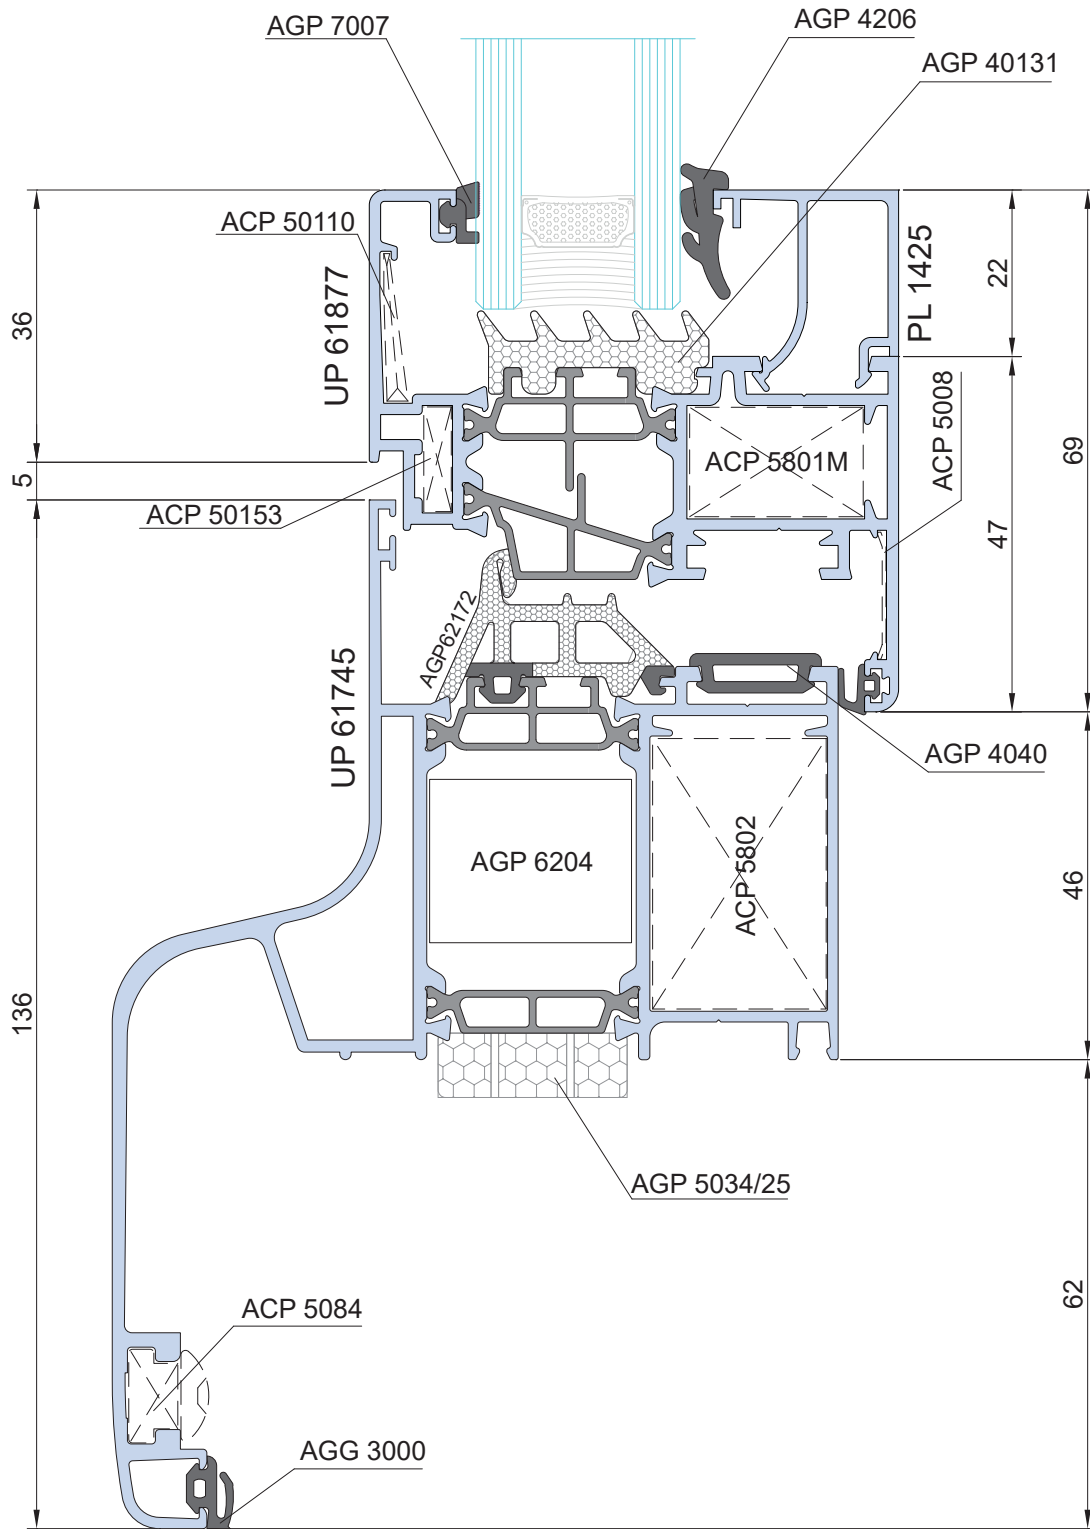 AGP 7007
AGP 4206
AGP 40131
ACP 50110
UP 61877
PL 1425
22
36
ACP 5008
ACP 5801M
69
5
47
ACP 50153
AGP62172
UP 61745
AGP 4040
AGP 6204
ACP 5802
46
136
AGP 5034/25
62
ACP 5084
AGG 3000